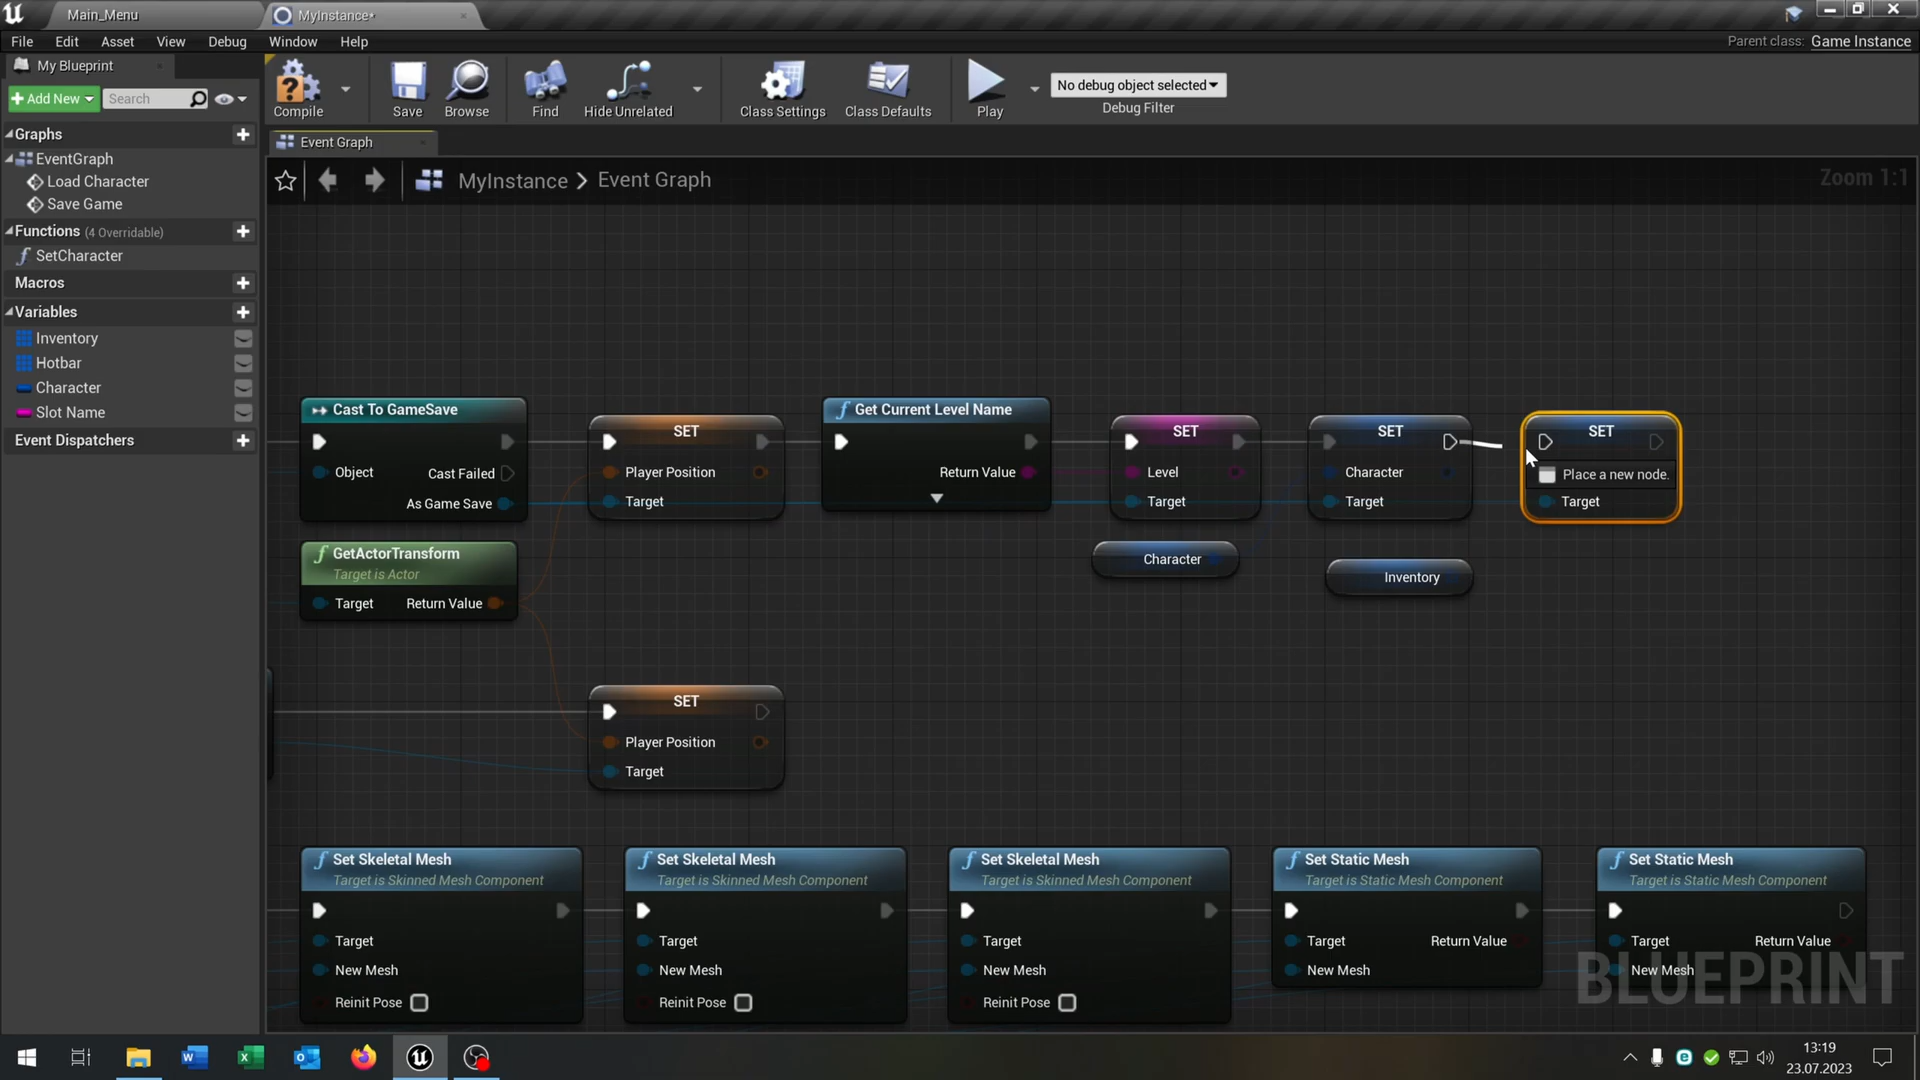 Main_Menu
MyInstance*
File Edit Asset View Debug Window Help
Parent class: Game Instance
My Blueprint
Add New
Search
Compile
Save
Browse
Find
Hide Unrelated
Class Settings
Class Defaults
Play
No debug object selected
Debug Filter
Event Graph
MyInstance > Event Graph
Zoom 1:1
Graphs
EventGraph
Load Character
Save Game
Functions (4 Overridable)
SetCharacter
Macros
Variables
Inventory
Hotbar
Character
Slot Name
Event Dispatchers
Cast To GameSave
Object
Cast Failed
As Game Save
SET
Player Position
Target
Get Current Level Name
Return Value
SET
Level
Target
SET
Character
Target
SET
Place a new node.
Target
GetActorTransform
Target is Actor
Target Return Value
Character
Inventory
SET
Player Position
Target
Set Skeletal Mesh
Target is Skinned Mesh Component
Target
New Mesh
Reinit Pose
Set Skeletal Mesh
Target is Skinned Mesh Component
Target
New Mesh
Reinit Pose
Set Skeletal Mesh
Target is Skinned Mesh Component
Target
New Mesh
Reinit Pose
Set Static Mesh
Target is Static Mesh Component
Target Return Value
New Mesh
Set Static Mesh
Target is Static Mesh Component
Target Return Value
New Mesh
BLUEPRINT
13:19
23.07.2023